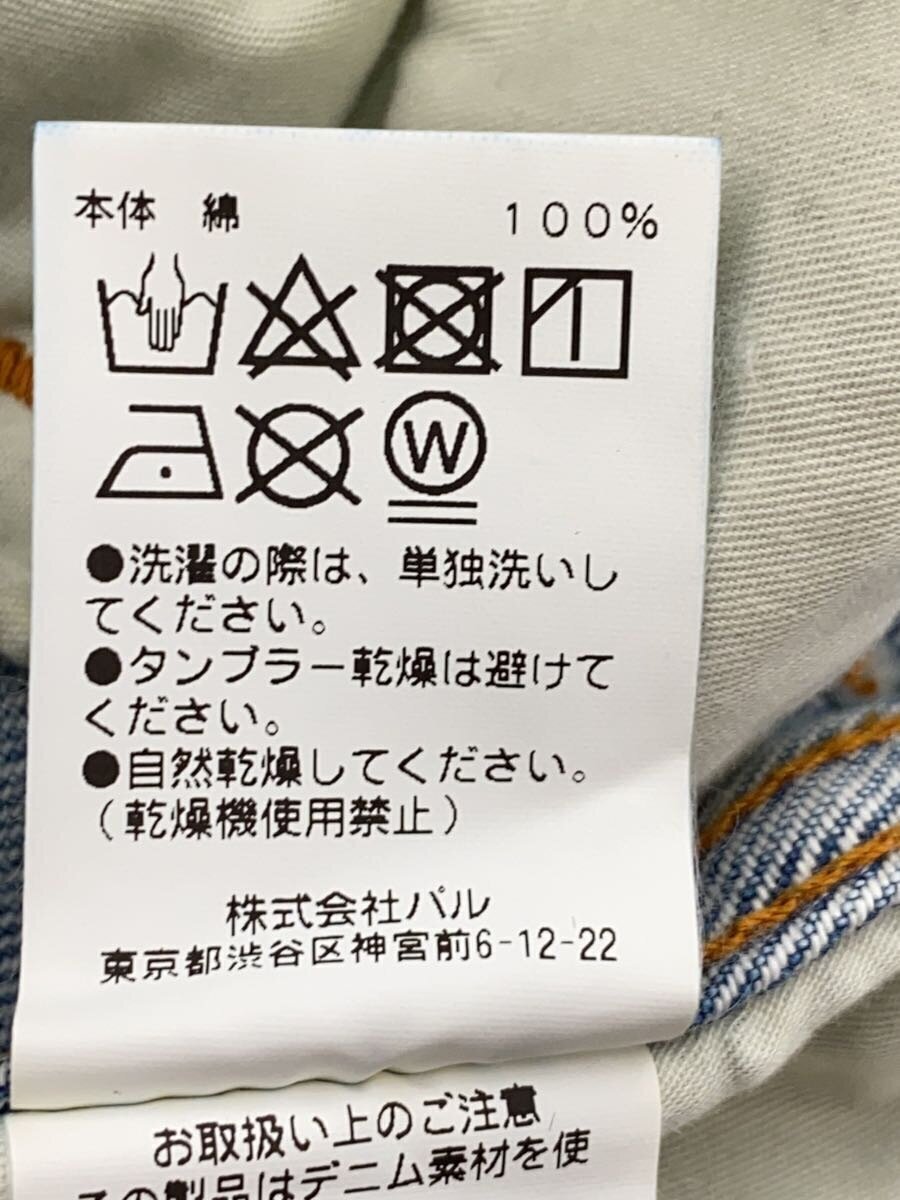 本体 綿 100%
W
●洗濯の際は、単独洗いし
てください。
●タンブラー乾燥は避けて
ください。
●自然乾燥してください。
(乾燥機使用禁止)
株式会社パル
東京都渋谷区神宮前6-12-22
お取扱い上のご注意
この製品はデニム素材を使